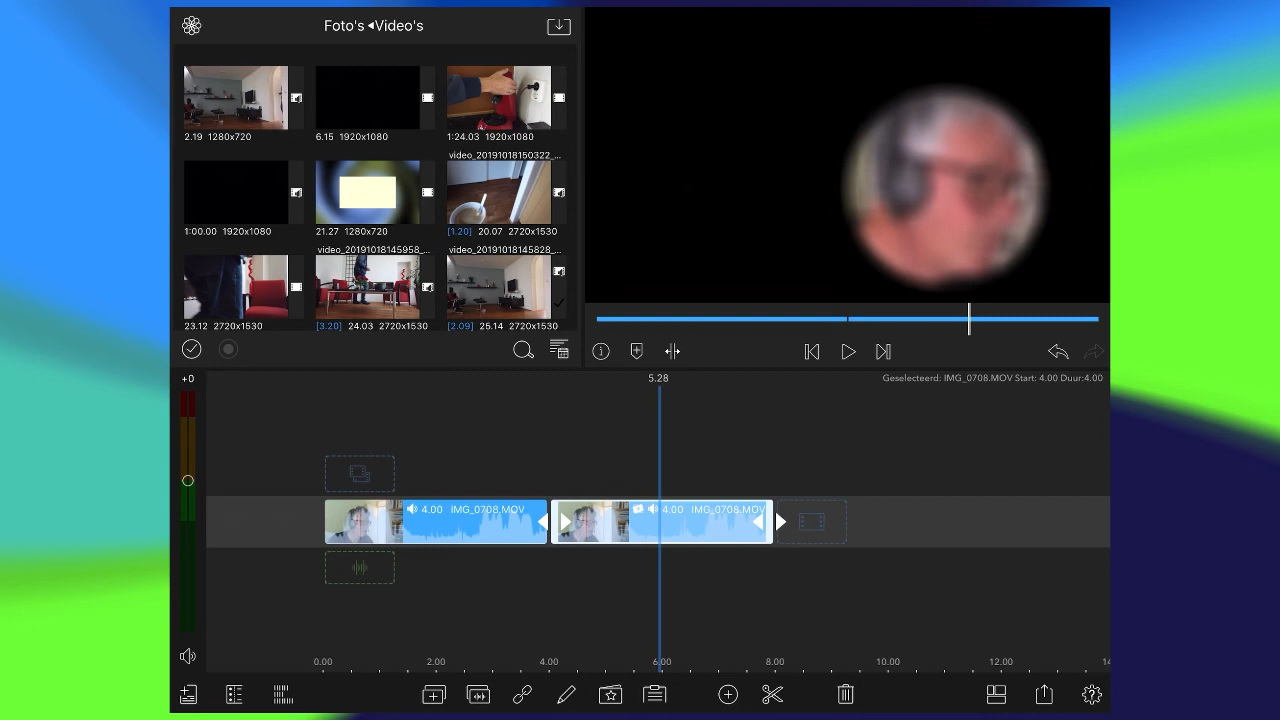 Foto's ◂Video's
2.19 1280x720
6.15 1920x1080
1:24.03 1920x1080
video_20191018150322_...
1:00.00 1920x1080
21.27 1280x720
[1.20] 20.07 2720x1530
video_20191018145958_...
video_20191018145828_...
23.12 2720x1530
[3.20] 24.03 2720x1530
[2.09] 25.14 2720x1530
+0
5.28
Geselecteerd: IMG_0708.MOV Start: 4.00 Duur:4.00
4.00 IMG_0708.MOV
4.00 IMG_0708.MOV
0.00 2.00 4.00 6.00 8.00 10.00 12.00 14